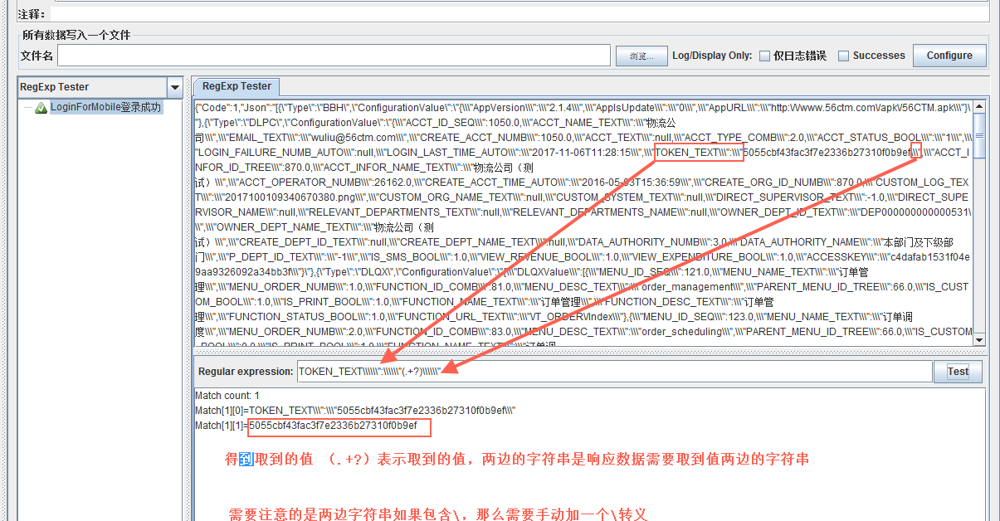 注释：
所有数据写入一个文件
文件名 浏览... Log/Display Only: 仅日志错误 Successes Configure
RegExp Tester RegExp Tester
LoginForMobile登录成功
{"Code":1,"Json":"[{\"Type\":\"BBH\",\"ConfigurationValue\":\"{\\\"AppVersion\\\":\\\"2.1.4\\\",\\\"AppIsUpdate\\\":\\\"0\\\",\\\"AppURL\\\":\\\"http:\/\/www.56ctm.com\/apk\/56CTM.apk\\\"}\
"},{\"Type\":\"DLPC\",\"ConfigurationValue\":\"{\\\"ACCT_ID_SEQ\\\":1050.0,\\\"ACCT_NAME_TEXT\\\":\\\"物流公
司\\\",\\\"EMAIL_TEXT\\\":\\\"wuliu@56ctm.com\\\",\\\"CREATE_ACCT_NUMB\\\":1050.0,\\\"ACCT_TEXT\\\":null,\\\"ACCT_TYPE_COMB\\\":2.0,\\\"ACCT_STATUS_BOOL\\\":\\\"1\\\",\\\
"LOGIN_FAILURE_NUMB_AUTO\\\":null,\\\"LOGIN_LAST_TIME_AUTO\\\":\\\"2017-11-06T11:28:15\\\",\\\"TOKEN_TEXT\\\":\\\"5055cbf43fac3f7e2336b27310f0b9ef\\\",\\\"ACCT_I
NFOR_ID_TREE\\\":870.0,\\\"ACCT_INFOR_NAME_TEXT\\\":\\\"物流公司（测
试）\\\",\\\"ACCT_OPERATOR_NUMB\\\":26162.0,\\\"CREATE_ACCT_TIME_AUTO\\\":\\\"2016-05-03T15:36:59\\\",\\\"CREATE_ORG_ID_NUMB\\\":870.0,\\\"CUSTOM_LOG_TEX
T\\\":\\\"2017100109340670380.png\\\",\\\"CUSTOM_ORG_NAME_TEXT\\\":null,\\\"CUSTOM_SYSTEM_TEXT\\\":null,\\\"DIRECT_SUPERVISOR_TEXT\\\":-1.0,\\\"DIRECT_SUPE
RVISOR_NAME\\\":null,\\\"RELEVANT_DEPARTMENTS_TEXT\\\":null,\\\"RELEVANT_DEPARTMENTS_NAME\\\":null,\\\"OWNER_DEPT_ID_TEXT\\\":\\\"DEP000000000000531\
\\",\\\"OWNER_DEPT_NAME_TEXT\\\":\\\"物流公司（测
试）\\\",\\\"CREATE_DEPT_ID_TEXT\\\":null,\\\"CREATE_DEPT_NAME_TEXT\\\":null,\\\"DATA_AUTHORITY_NUMB\\\":3.0,\\\"DATA_AUTHORITY_NAME\\\":\\\"本部门及下级部
门\\\",\\\"P_DEPT_ID_TEXT\\\":\\\"-1\\\",\\\"IS_SMS_BOOL\\\":1.0,\\\"VIEW_REVENUE_BOOL\\\":1.0,\\\"VIEW_EXPENDITURE_BOOL\\\":1.0,\\\"ACCESSKEY\\\":\\\"c4dafab1531f04e
9aa9326092a34bb3f\\\"}\"},{\"Type\":\"DLQX\",\"ConfigurationValue\":\"{\\\"DLQXValue\\\":[{\\\"MENU_ID_SEQ\\\":121.0,\\\"MENU_NAME_TEXT\\\":\\\"订单管
理\\\",\\\"MENU_ORDER_NUMB\\\":1.0,\\\"FUNCTION_ID_COMB\\\":81.0,\\\"MENU_DESC_TEXT\\\":\\\"order_management\\\",\\\"PARENT_MENU_ID_TREE\\\":66.0,\\\"IS_CUST
OM_BOOL\\\":1.0,\\\"IS_PRINT_BOOL\\\":1.0,\\\"FUNCTION_NAME_TEXT\\\":\\\"订单管理\\\",\\\"FUNCTION_DESC_TEXT\\\":\\\"订单管
理\\\",\\\"FUNCTION_STATUS_BOOL\\\":1.0,\\\"FUNCTION_URL_TEXT\\\":\\\"\/T_ORDER\/Index\\\"},{\\\"MENU_ID_SEQ\\\":123.0,\\\"MENU_NAME_TEXT\\\":\\\"订单调
度\\\",\\\"MENU_ORDER_NUMB\\\":2.0,\\\"FUNCTION_ID_COMB\\\":83.0,\\\"MENU_DESC_TEXT\\\":\\\"order_scheduling\\\",\\\"PARENT_MENU_ID_TREE\\\":66.0,\\\"IS_CUSTOM
_BOOL\\\":0.0,\\\"IS_PRINT_BOOL\\\":1.0,\\\"FUNCTION_NAME_TEXT\\\":\\\"订单调
Regular expression: TOKEN_TEXT\\\\\\":\\\\\\"(.+?)\\\\\\" Test
Match count: 1
Match[1][0]=TOKEN_TEXT\\\":\\\"5055cbf43fac3f7e2336b27310f0b9ef\\\"
Match[1][1]=5055cbf43fac3f7e2336b27310f0b9ef
得到取到的值 （.+?）表示取到的值，两边的字符串是响应数据需要取到值两边的字符串
需要注意的是两边字符串如果包含\，那么需要手动加一个\转义